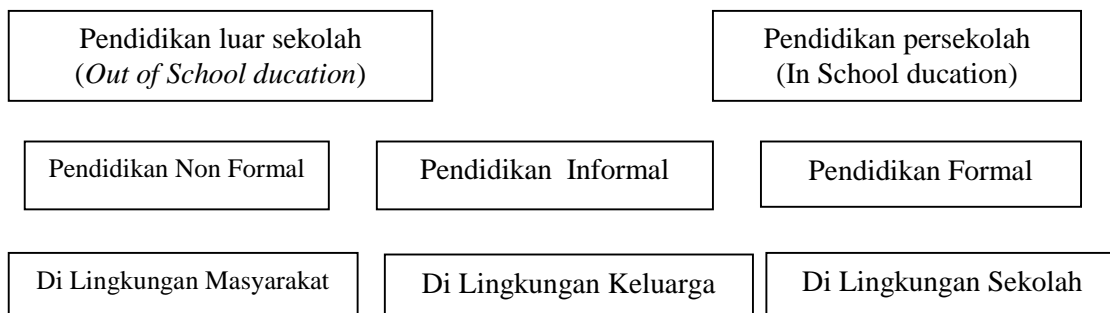 Pendidikan luar sekolah
(Out of School ducation)
Pendidikan persekolah
(In School ducation)
Pendidikan Non Formal
Pendidikan Informal
Pendidikan Formal
Di Lingkungan Masyarakat
Di Lingkungan Keluarga
Di Lingkungan Sekolah